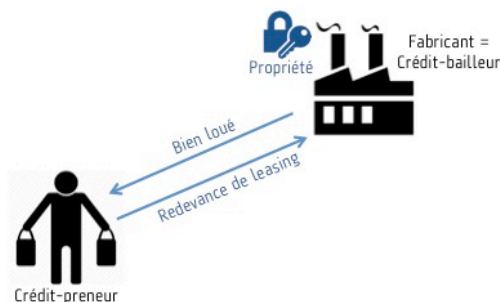 Propriété
Fabricant =
Crédit-bailleur
Bien loué
Redevance de leasing
Crédit-preneur